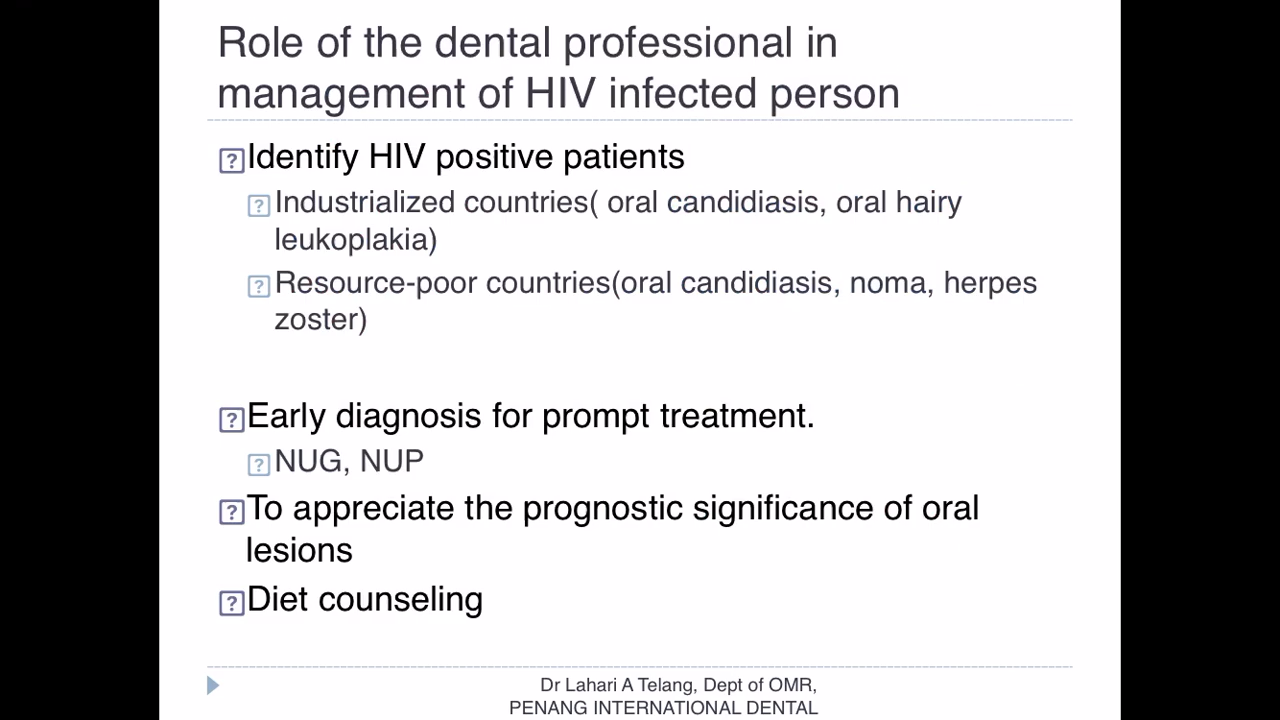 Role of the dental professional in
management of HIV infected person
Identify HIV positive patients
Industrialized countries( oral candidiasis, oral hairy
leukoplakia)
Resource-poor countries(oral candidiasis, noma, herpes
zoster)
Early diagnosis for prompt treatment.
NUG, NUP
To appreciate the prognostic significance of oral
lesions
Diet counseling
Dr Lahari A Telang, Dept of OMR,
PENANG INTERNATIONAL DENTAL